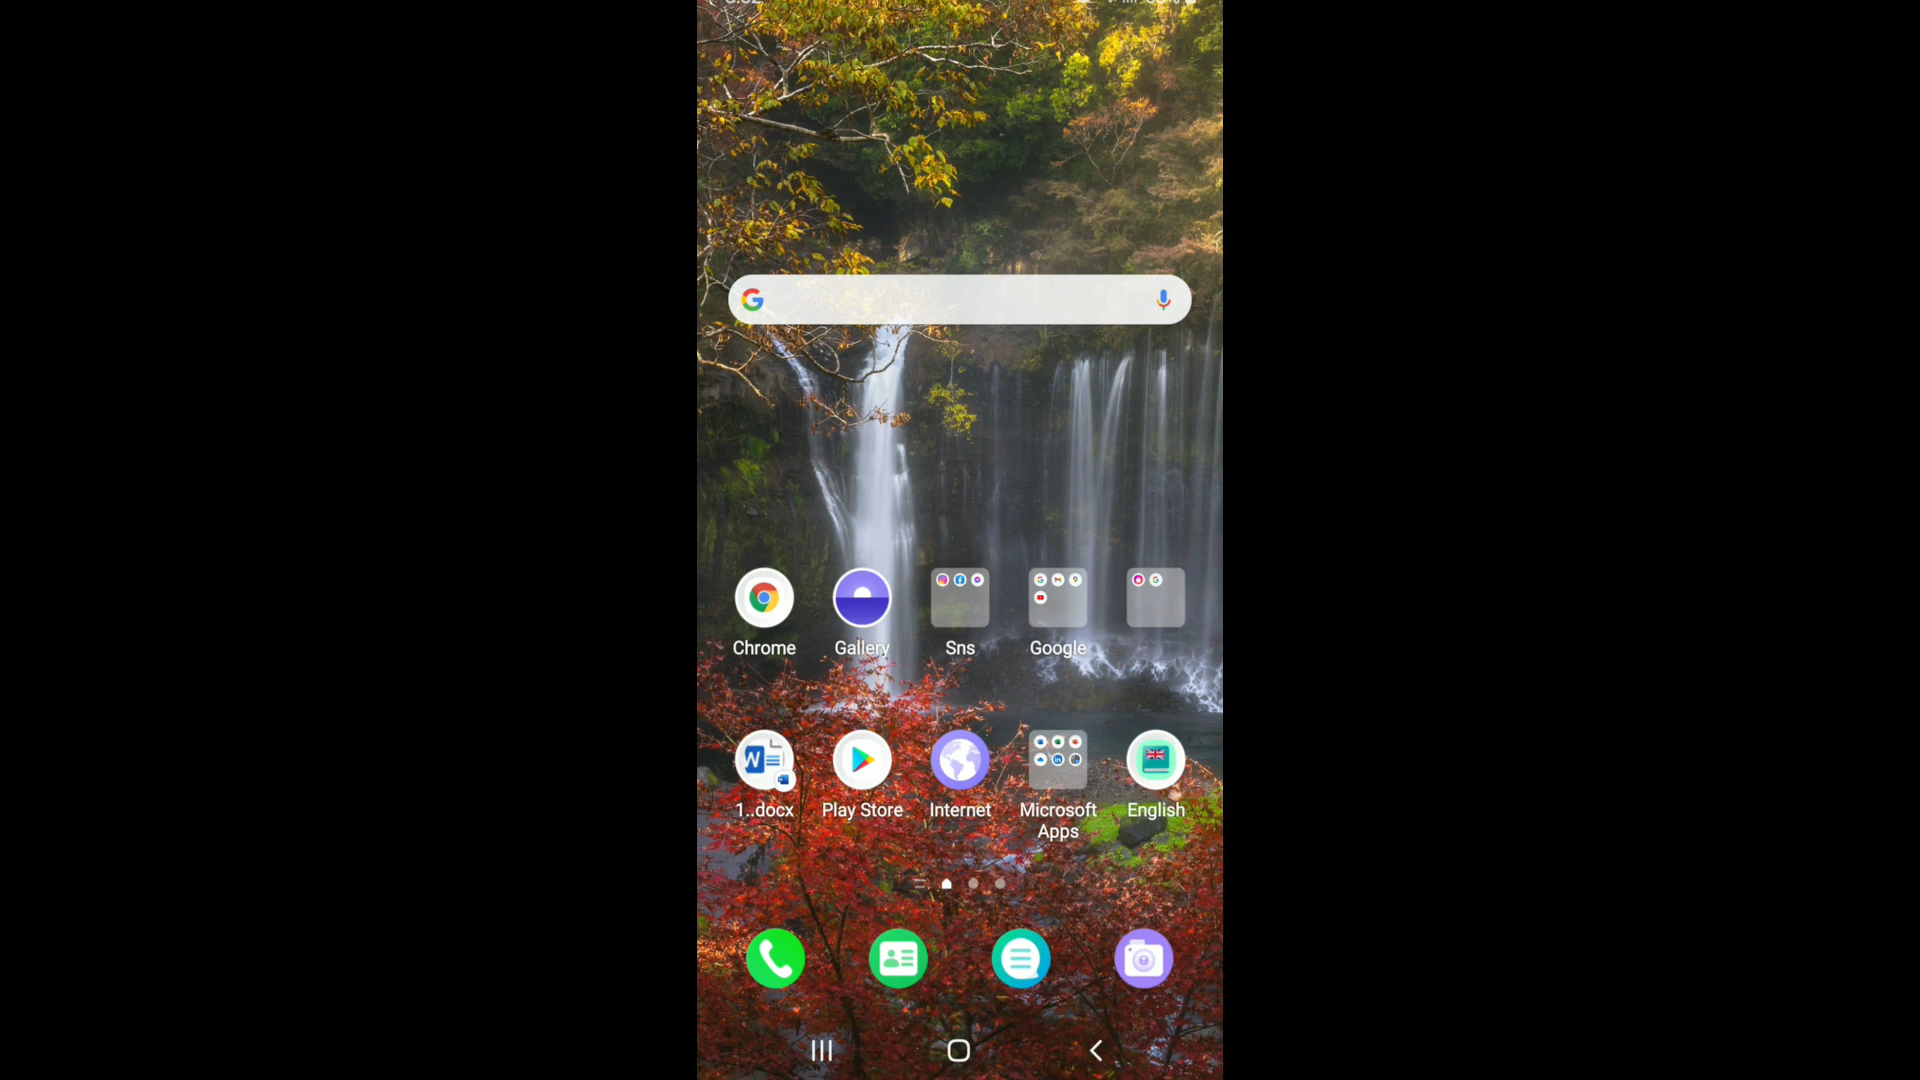 Chrome
Gallery
Sns
Google
1..docx
Play Store
Internet
Microsoft
Apps
English